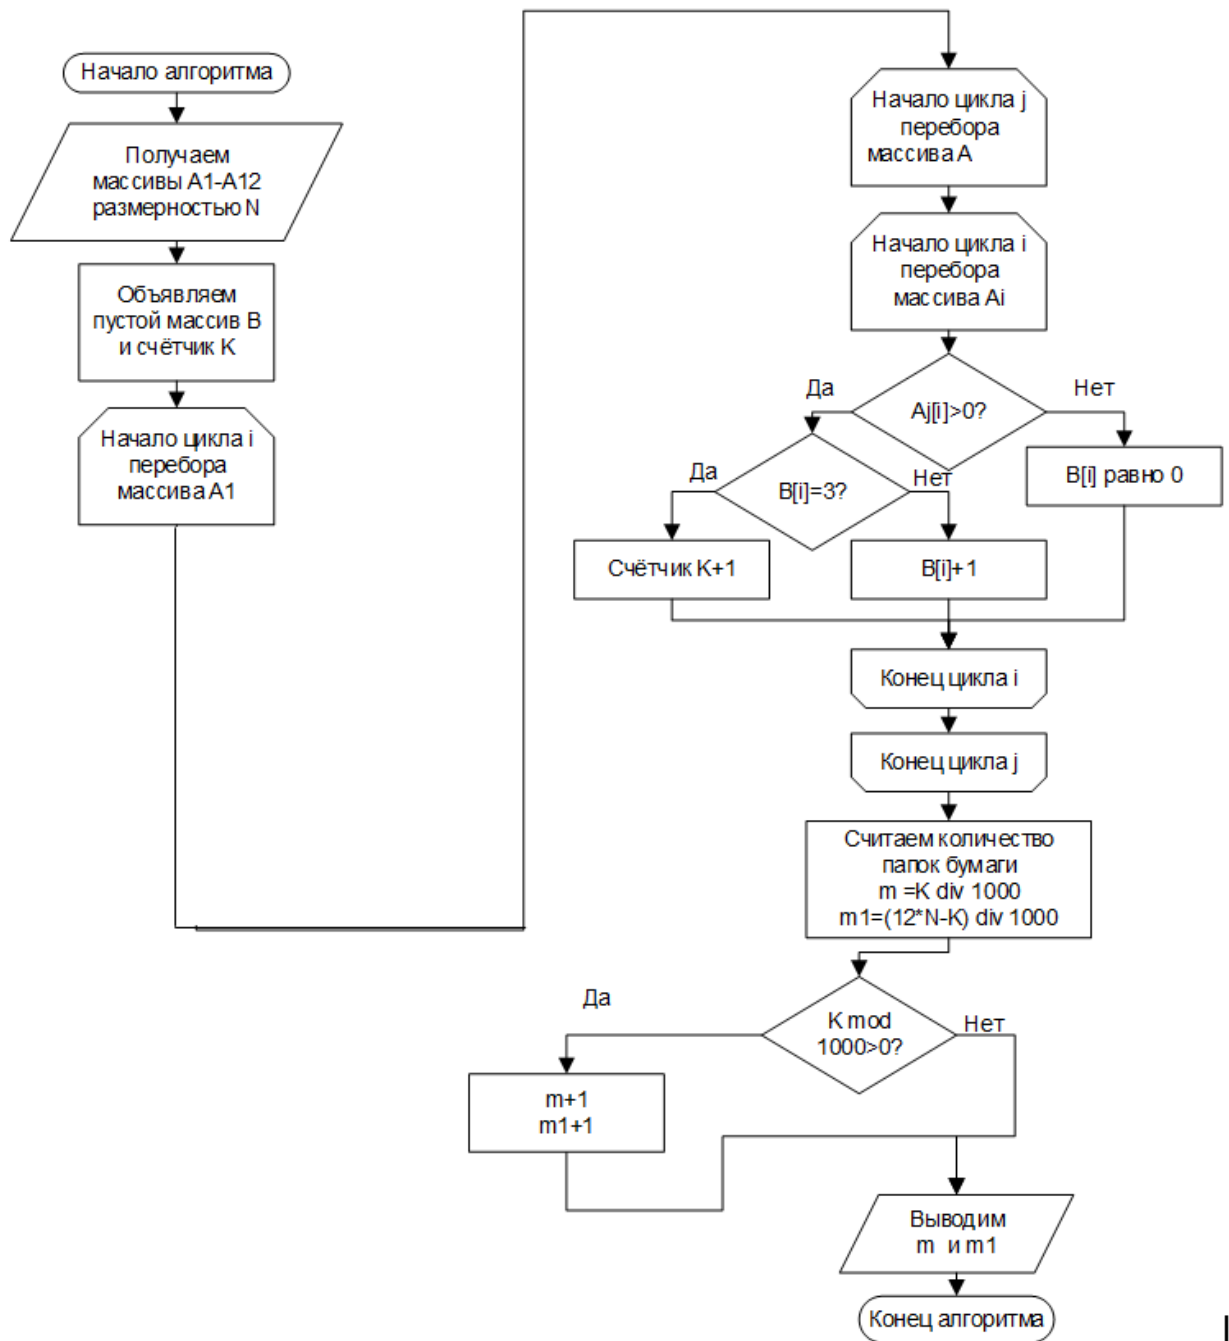 Начало алгоритма
Получаем
массивы A1-A12
размерностью N
Объявляем
пустой массив B
и счётчик K
Начало цикла i
перебора
массива A1
Начало цикла j
перебора
массива A
Начало цикла i
перебора
массива Ai
Aj[i]>0?
Да
Нет
B[i]=3?
Да
Нет
B[i] равно 0
Счётчик K+1
B[i]+1
Конец цикла i
Конец цикла j
Считаем количество
папок бумаги
m =K div 1000
m1=(12*N-K) div 1000
K mod
1000>0?
Да
Нет
m+1
m1+1
Выводим
m и m1
Конец алгоритма